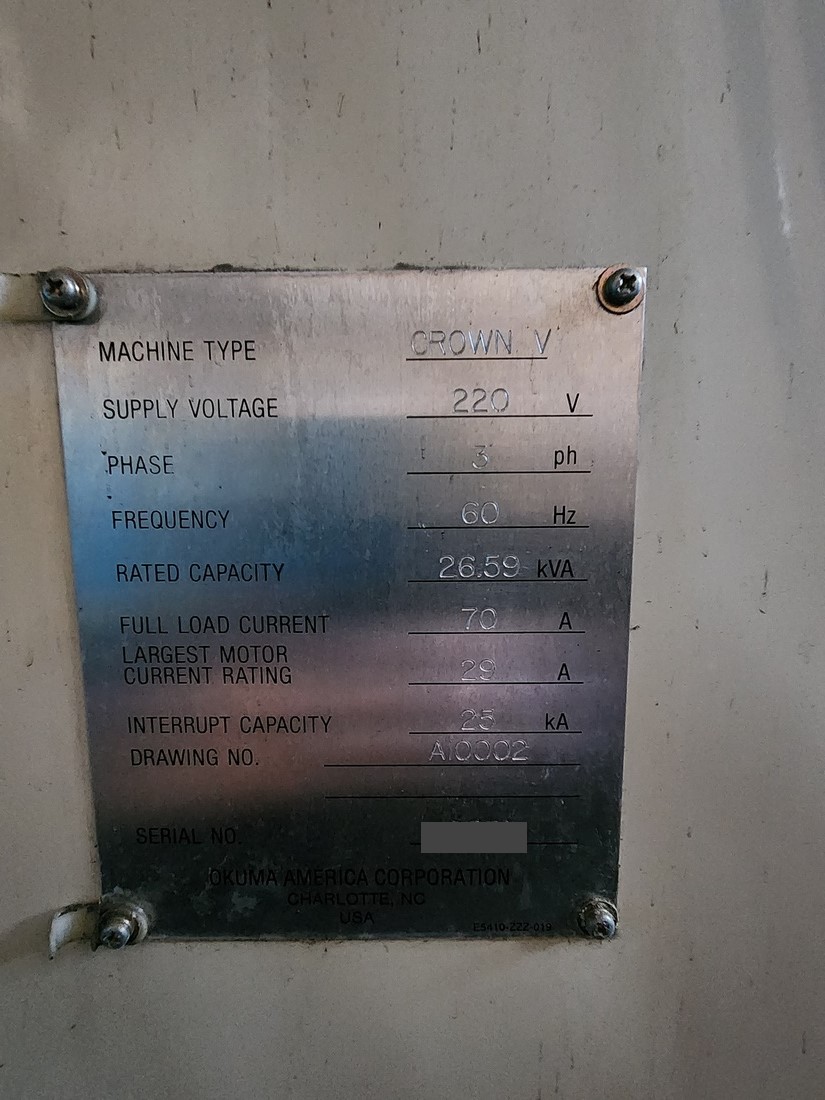 MACHINE TYPE CROWN V
SUPPLY VOLTAGE 220 V
PHASE 3 ph
FREQUENCY 60 Hz
RATED CAPACITY 26.59 kVA
FULL LOAD CURRENT 70 A
LARGEST MOTOR
CURRENT RATING 29 A
INTERRUPT CAPACITY 25 kA
DRAWING NO. A10002
SERIAL NO.
OKUMA AMERICA CORPORATION
CHARLOTTE, NC
USA
E5410-222-019